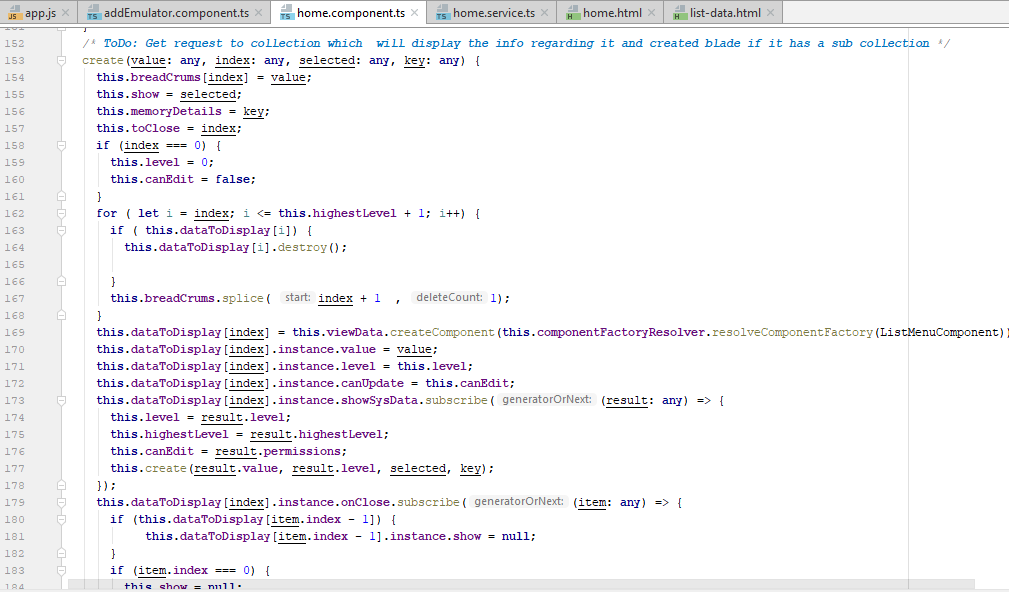 app.js addEmulator.component.ts home.component.ts home.service.ts home.html list-data.html
152 /* ToDo: Get request to collection which  will display the info regarding it and created blade if it has a sub collection */
153 create(value: any, index: any, selected: any, key: any) {
154 this.breadCrums[index] = value;
155 this.show = selected;
156 this.memoryDetails = key;
157 this.toClose = index;
158 if (index === 0) {
159 this.level = 0;
160 this.canEdit = false;
161 }
162 for ( let i = index; i <= this.highestLevel + 1; i++) {
163 if ( this.dataToDisplay[i]) {
164 this.dataToDisplay[i].destroy();
165
166 }
167 this.breadCrums.splice( start: index + 1  , deleteCount: 1);
168 }
169 this.dataToDisplay[index] = this.viewData.createComponent(this.componentFactoryResolver.resolveComponentFactory(ListMenuComponent))
170 this.dataToDisplay[index].instance.value = value;
171 this.dataToDisplay[index].instance.level = this.level;
172 this.dataToDisplay[index].instance.canUpdate = this.canEdit;
173 this.dataToDisplay[index].instance.showSysData.subscribe( generatorOrNext: (result: any) => {
174 this.level = result.level;
175 this.highestLevel = result.highestLevel;
176 this.canEdit = result.permissions;
177 this.create(result.value, result.level, selected, key);
178 });
179 this.dataToDisplay[index].instance.onClose.subscribe( generatorOrNext: (item: any) => {
180 if (this.dataToDisplay[item.index - 1]) {
181 this.dataToDisplay[item.index - 1].instance.show = null;
182 }
183 if (item.index === 0) {
184 this.show = null;